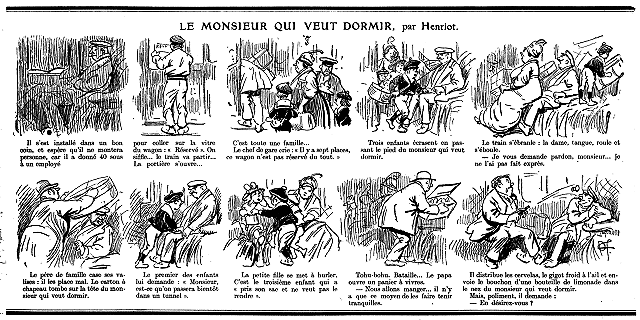 LE MONSIEUR QUI VEUT DORMIR, par Henriot.
Il s'est installé dans un bon
coin, et espère qu'il ne montera
personne, car il a donné 40 sous
à un employé
pour coller sur la vitre
du wagon : « Réservé ». On
siffle... le train va partir...
La portière s'ouvre...
C'est toute une famille...
Le chef de gare crie : « Il y a sept places,
ce wagon n'est pas réservé du tout. »
Trois enfants écrasent en pas-
sant le pied du monsieur qui veut
dormir.
Le train s'ébranle : la dame, tangue, roule et
s'éboule.
— Je vous demande pardon, monsieur... je
ne l'ai pas fait exprès.
Le père de famille case ses va-
lises : il les place mal. Le carton à
chapeau tombe sur la tête du mon-
sieur qui veut dormir.
Le premier des enfants
lui demande : « Monsieur,
est-ce qu'on passera bientôt
dans un tunnel ».
La petite fille se met à hurler.
C'est le troisième enfant qui a
« pris son sac et ne veut pas le
rendre ».
Tohu-bohu. Bataille... Le papa
ouvre un panier à vivres.
— Nous allons manger... il n'y
a que ce moyen de les faire tenir
tranquilles.
Il distribue les cervelas, le gigot froid à l'ail et en-
voie le bouchon d'une bouteille de limonade dans
le nez du monsieur qui veut dormir.
Mais, poliment, il demande :
— En désirez-vous ?